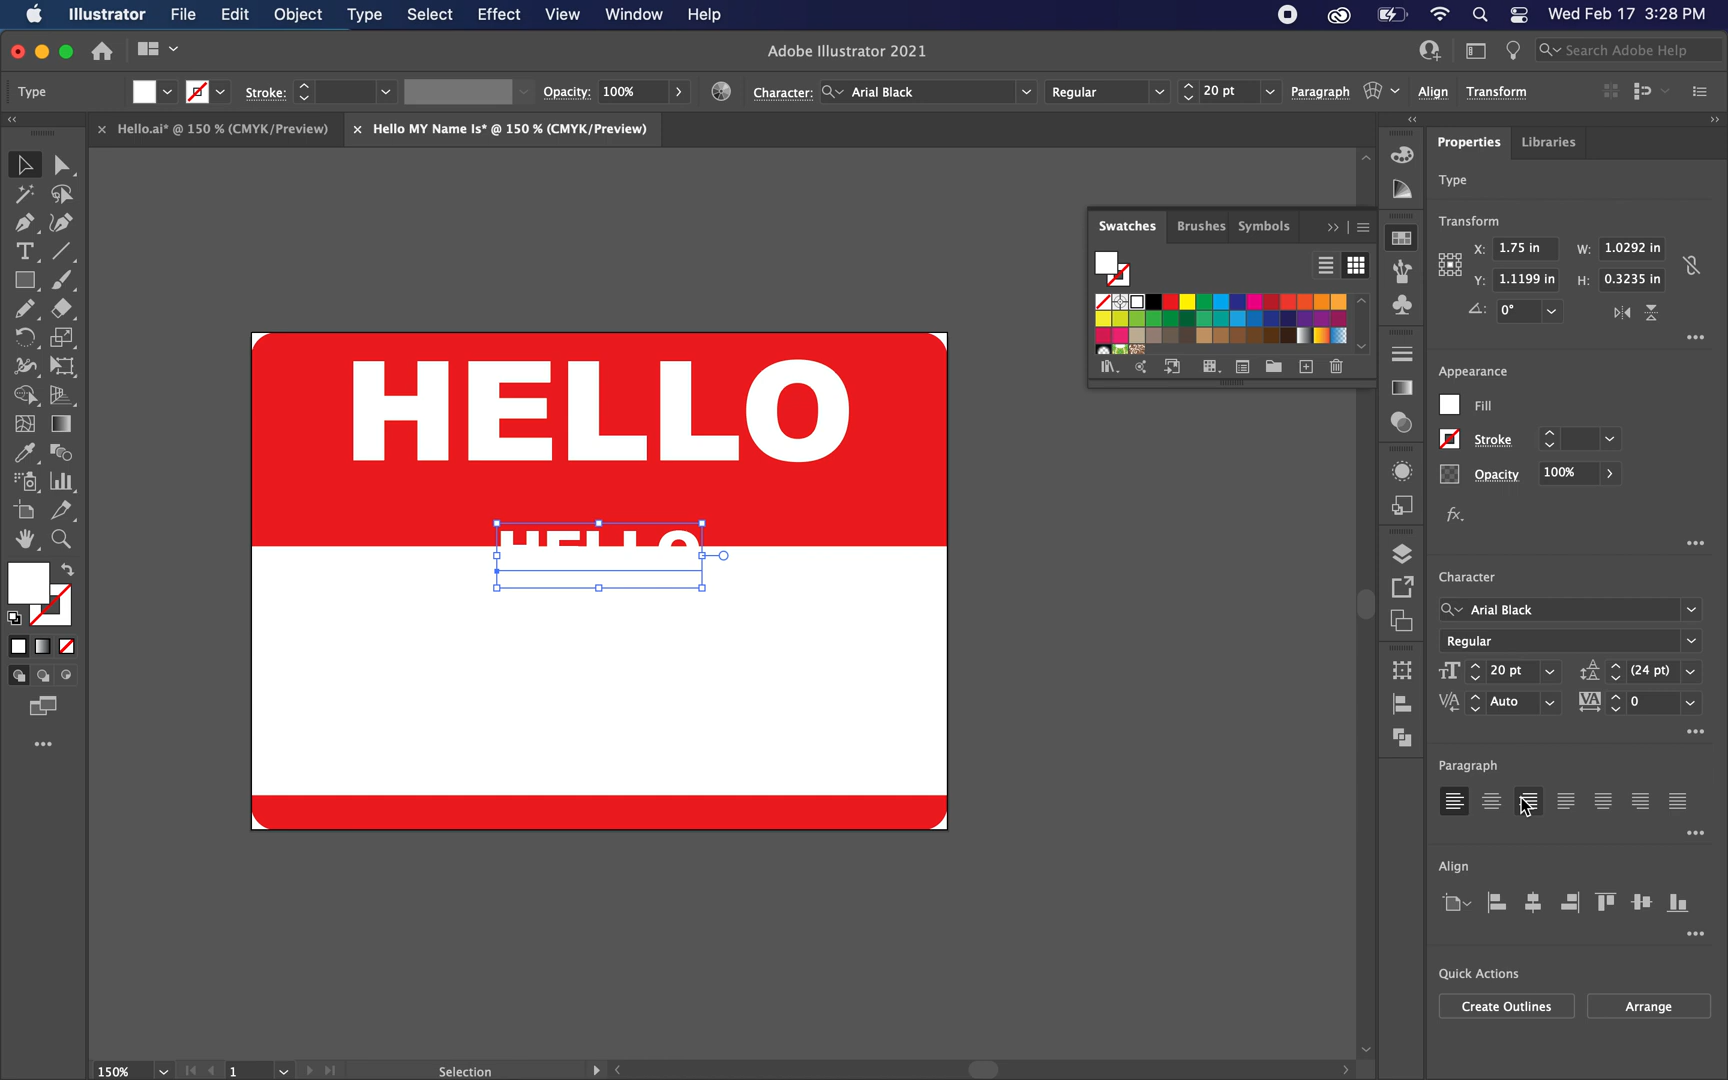 Illustrator File Edit Object Type Select Effect View Window Help Wed Feb 17 3:28 PM
Adobe Illustrator 2021 Search Adobe Help
Type Stroke: Opacity: 100% Character: Arial Black Regular 20 pt Paragraph Align Transform
Hello.ai* @ 150 % (CMYK/Preview) Hello MY Name Is* @ 150 % (CMYK/Preview)
Properties Libraries
Type
Transform
X: 1.75 in W: 1.0292 in
Y: 1.1199 in H: 0.3235 in
0°
Swatches Brushes Symbols
HELLO
HELLO
Appearance
Fill
Stroke
Opacity 100%
fx.
Character
Arial Black
Regular
20 pt (24 pt)
Auto 0
Paragraph
Align
Quick Actions
Create Outlines Arrange
150% 1 Selection